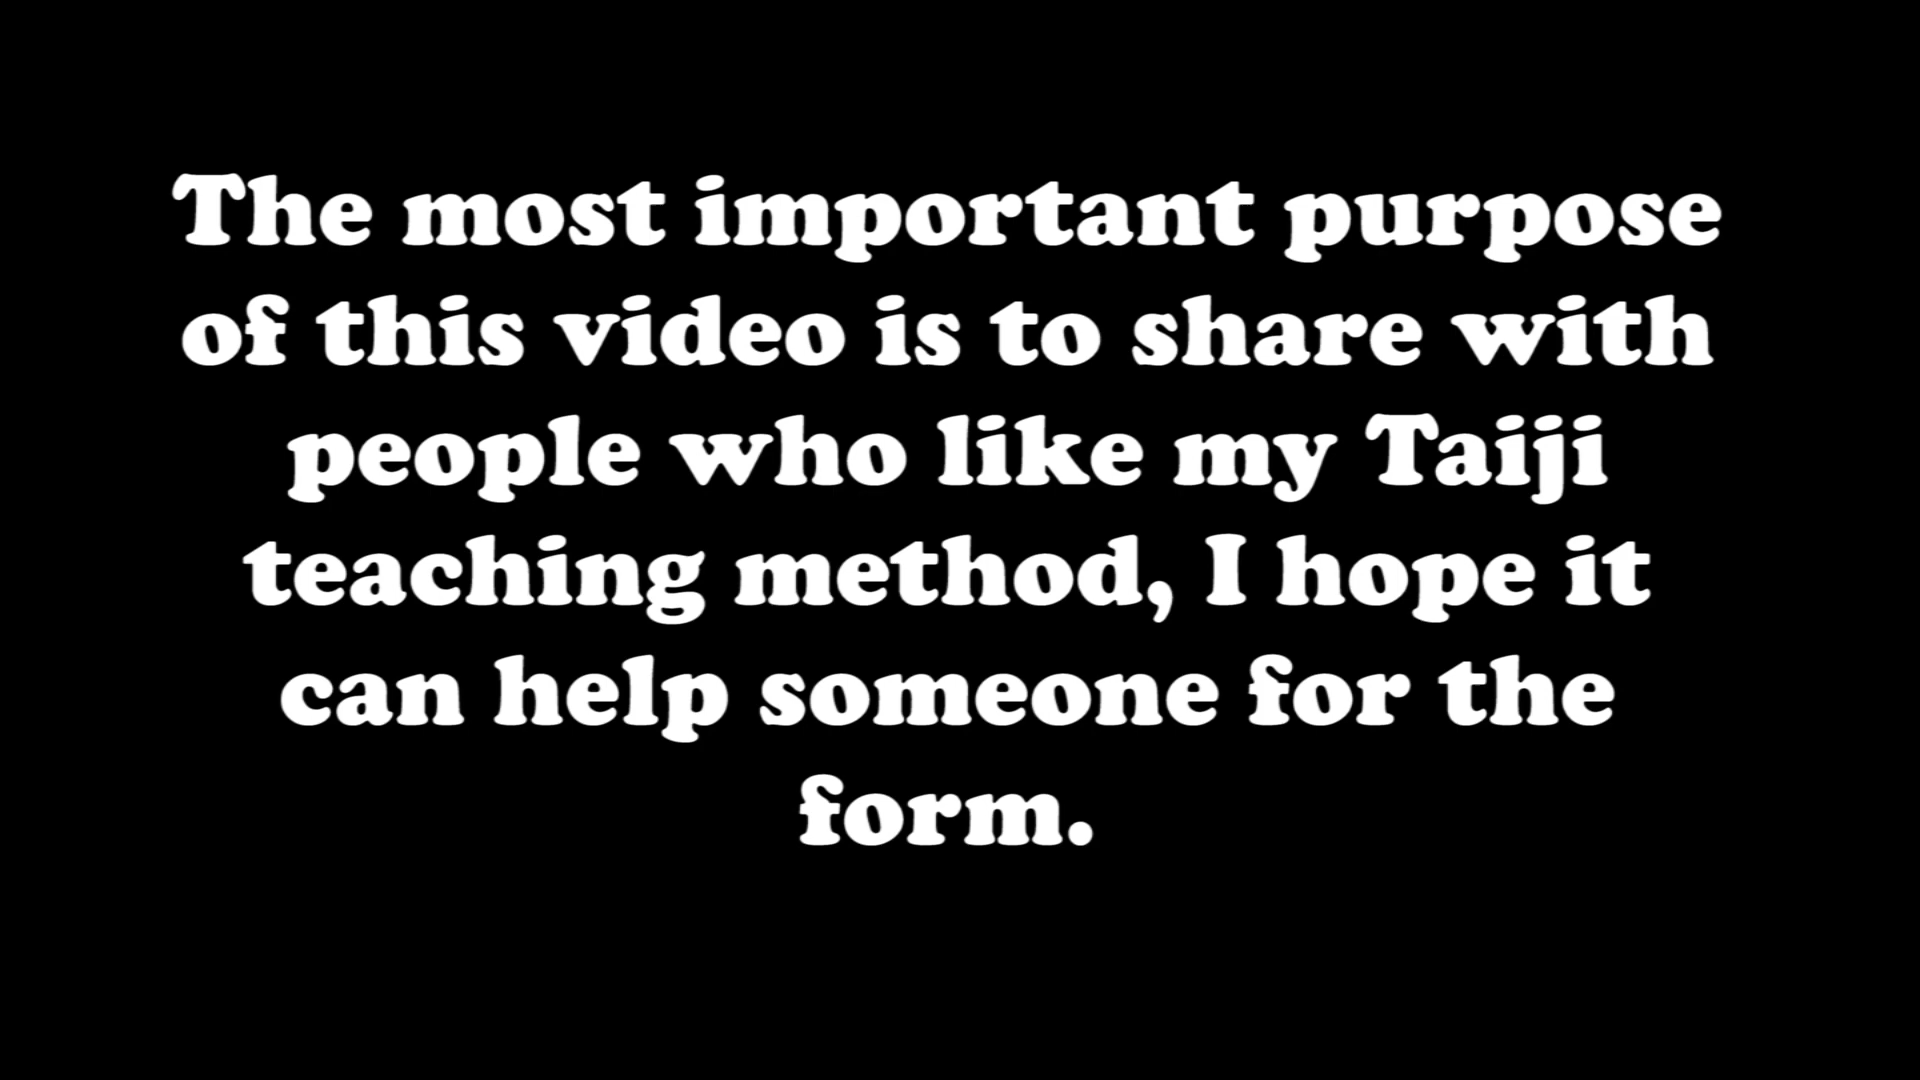 The most important purpose
of this video is to share with
people who like my Taiji
teaching method, I hope it
can help someone for the
form.